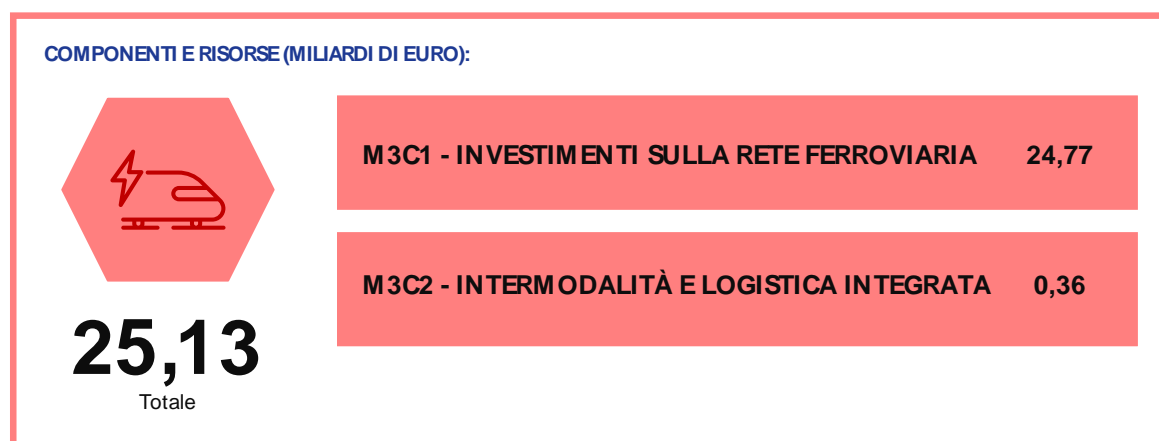 COMPONENTI E RISORSE (MILIARDI DI EURO):
M3C1 - INVESTIMENTI SULLA RETE FERROVIARIA 24,77
M3C2 - INTERMODALITÀ E LOGISTICA INTEGRATA 0,36
25,13
Totale